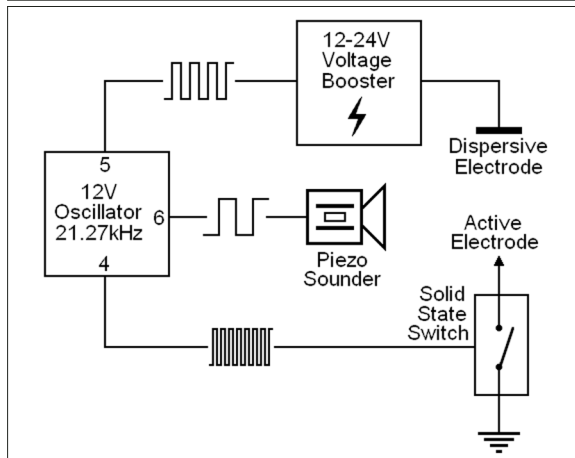 12-24V
Voltage
Booster
Dispersive
Electrode
5
12V
Oscillator
21.27kHz
6
4
Piezo
Sounder
Active
Electrode
Solid
State
Switch